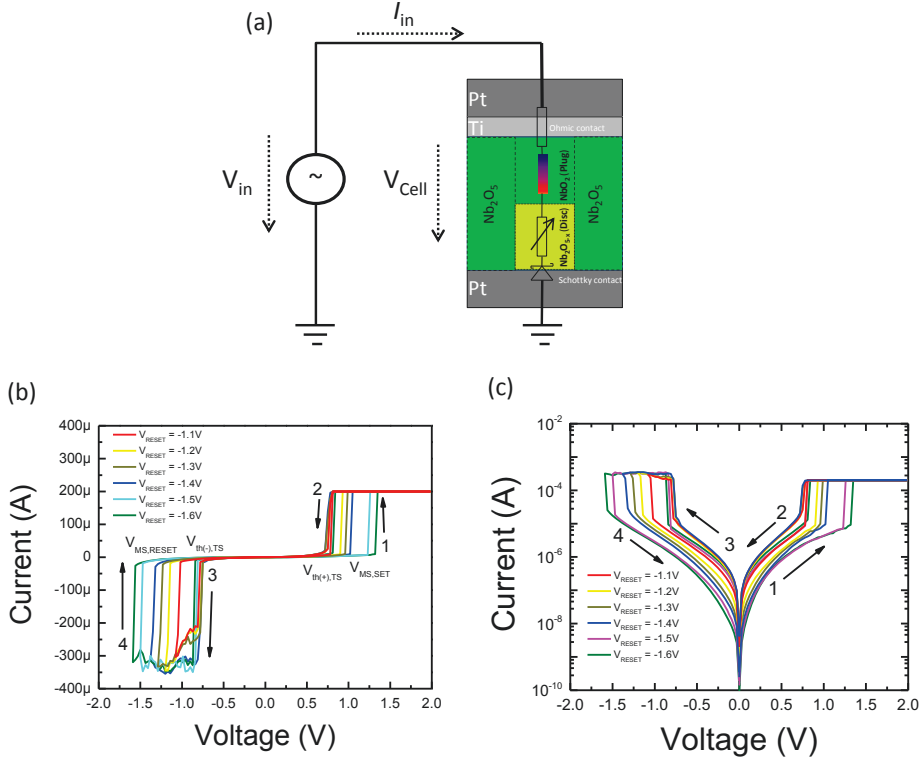 (a)
I_in
V_in
~
V_Cell
Pt
Ti
Ohmic contact
Nb₂O₅
NbO₂ (Plug)
Nb₂O₅₋ₓ (Disc)
Nb₂O₅
Schottky contact
Pt
(b)
Current (A)
400µ
300µ
200µ
100µ
0
-100µ
-200µ
-300µ
-400µ
V_RESET = -1.1V
V_RESET = -1.2V
V_RESET = -1.3V
V_RESET = -1.4V
V_RESET = -1.5V
V_RESET = -1.6V
2
1
V_MS,RESET
V_th(-),TS
V_th(+),TS
V_MS,SET
3
4
-2.0 -1.5 -1.0 -0.5 0.0 0.5 1.0 1.5 2.0
Voltage (V)
(c)
Current (A)
10⁻²
10⁻⁴
10⁻⁶
10⁻⁸
10⁻¹⁰
2
3
4
1
V_RESET = -1.1V
V_RESET = -1.2V
V_RESET = -1.3V
V_RESET = -1.4V
V_RESET = -1.5V
V_RESET = -1.6V
-2.0 -1.5 -1.0 -0.5 0.0 0.5 1.0 1.5 2.0
Voltage (V)